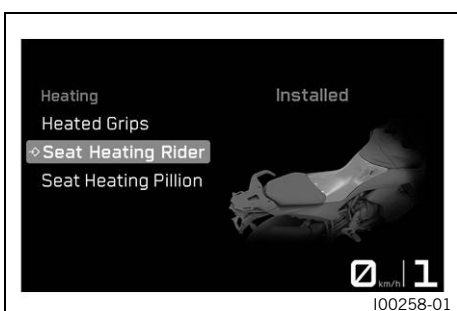 Heating
Installed
Heated Grips
Seat Heating Rider
Seat Heating Pillion
0 km/h 1
I00258-01